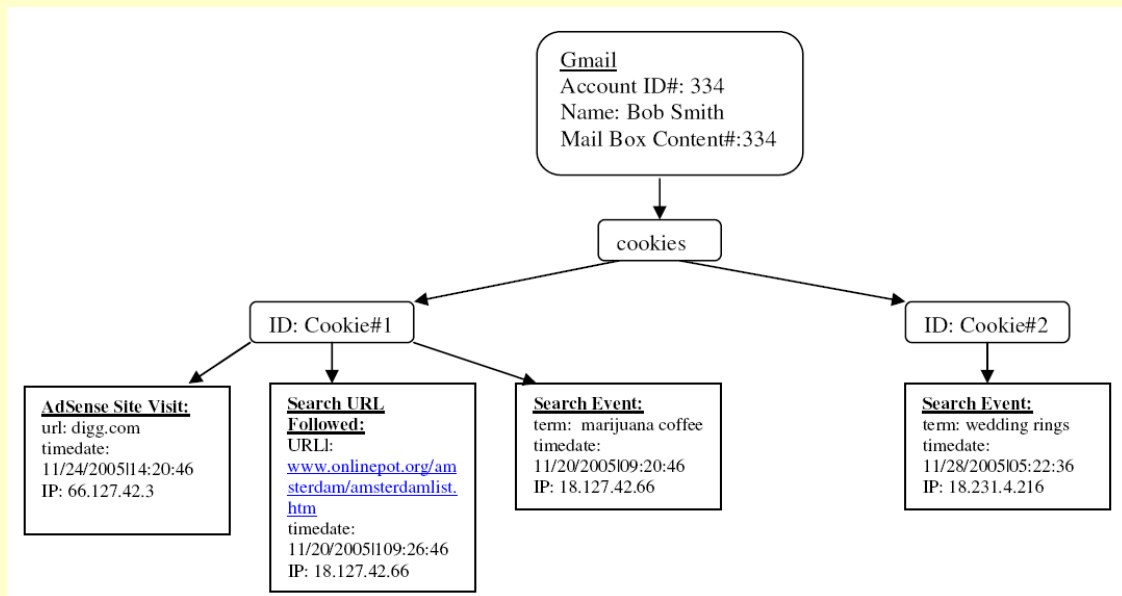 Gmail
Account ID#: 334
Name: Bob Smith
Mail Box Content#:334
cookies
ID: Cookie#1
ID: Cookie#2
AdSense Site Visit:
url: digg.com
timedate:
11/24/2005|14:20:46
IP: 66.127.42.3
Search URL
Followed:
URLl:
www.onlinepot.org/am
sterdam/amsterdamlist.
htm
timedate:
11/20/2005|109:26:46
IP: 18.127.42.66
Search Event:
term:  marijuana coffee
timedate:
11/20/2005|09:20:46
IP: 18.127.42.66
Search Event:
term: wedding rings
timedate:
11/28/2005|05:22:36
IP: 18.231.4.216